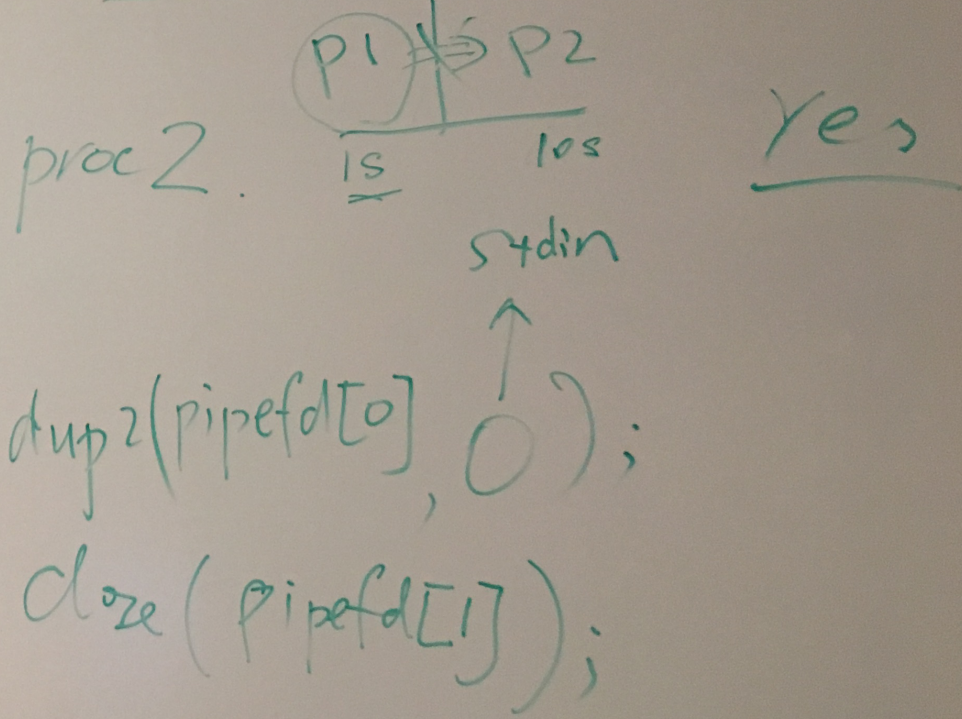 p1 ⇒ p2
proc2.
1s 10s
Yes
stdin
↑
dup2(pipefd[0], 0);
close(pipefd[1]);